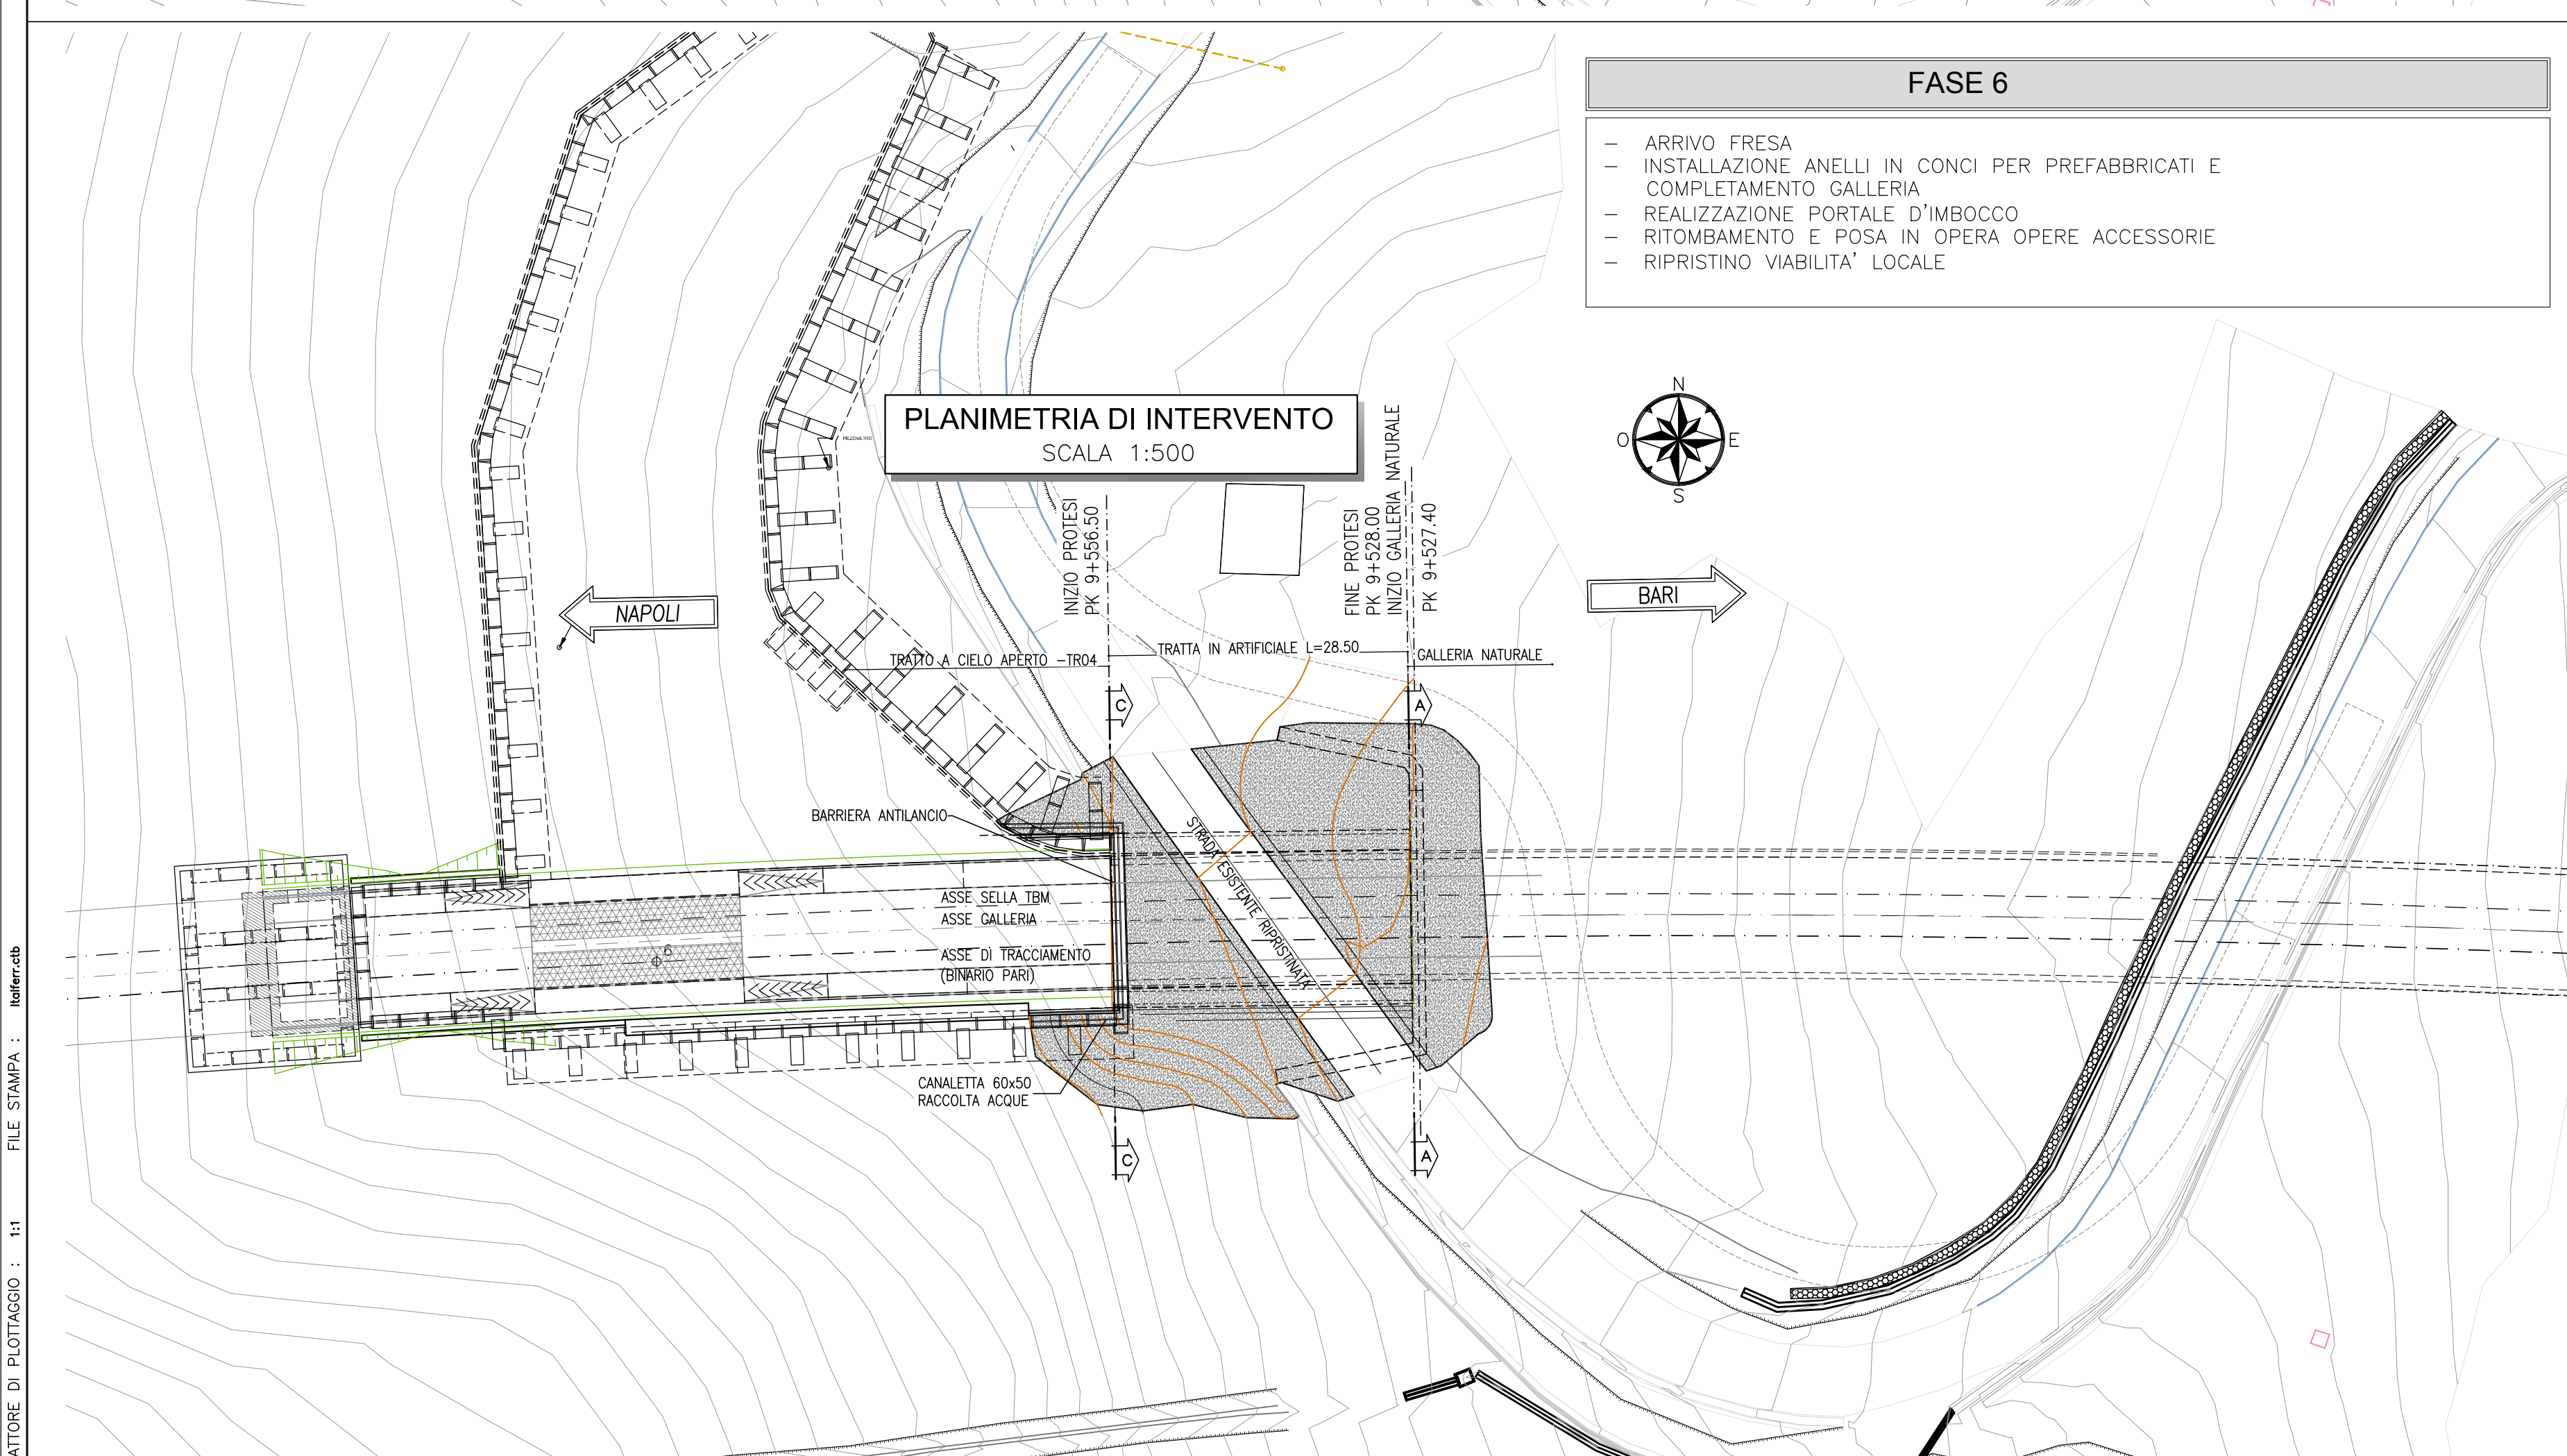 FASE 6
– ARRIVO FRESA
– INSTALLAZIONE ANELLI IN CONCI PER PREFABBRICATI E
COMPLETAMENTO GALLERIA
– REALIZZAZIONE PORTALE D'IMBOCCO
– RITOMBAMENTO E POSA IN OPERA OPERE ACCESSORIE
– RIPRISTINO VIABILITA' LOCALE
PLANIMETRIA DI INTERVENTO
SCALA 1:500
PIEZOMETRO
N
O
E
S
INIZIO PROTESI
PK 9+556.50
FINE PROTESI
PK 9+528.00
INIZIO GALLERIA NATURALE
PK 9+527.40
NAPOLI
BARI
TRATTO A CIELO APERTO -TR04
TRATTA IN ARTIFICIALE L=28.50
GALLERIA NATURALE
C
A
BARRIERA ANTILANCIO
STRADA ESISTENTE RIPRISTINATA
ASSE SELLA TBM
ASSE GALLERIA
ASSE DI TRACCIAMENTO
(BINARIO PARI)
6
CANALETTA 60x50
RACCOLTA ACQUE
C
A
ATTORE DI PLOTTAGGIO : 1:1 FILE STAMPA : Italferr.ctb